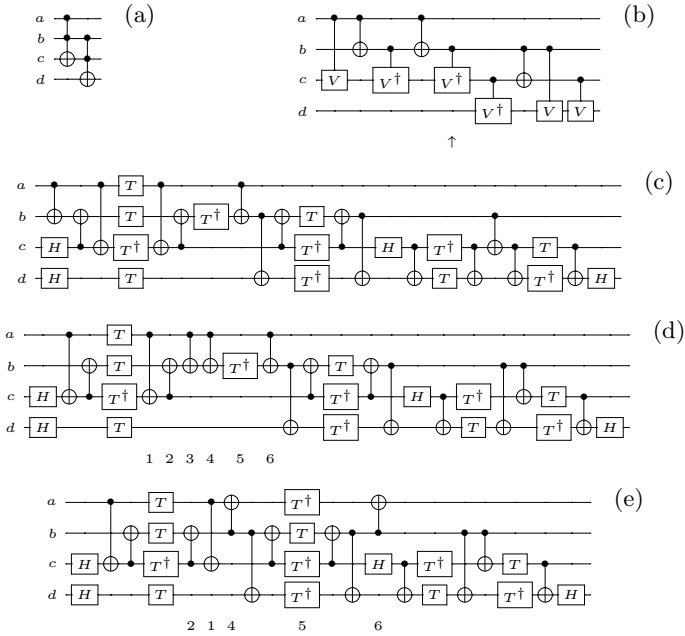 a (a)
b
c
d
a (b)
b
c V V† V†
d V† V V
↑
a T (c)
b T T† T
c H T† T† H T† T
d H T T† T T† H
a T (d)
b T T† T
c H T† T† H T† T
d H T T† T T† H
1 2 3 4 5 6
a T T† (e)
b T T
c H T† T† H T† T
d H T T† T T† H
2 1 4 5 6